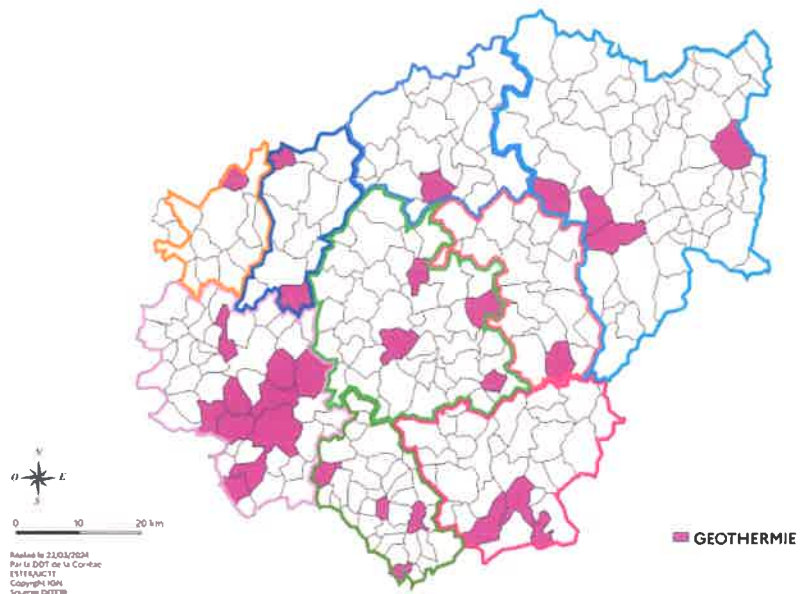 N
O E
S
0 10 20 km
Réalisé le 22/03/2024
Par la DDT de la Corrèze
Copyright IGN
GEOTHERMIE